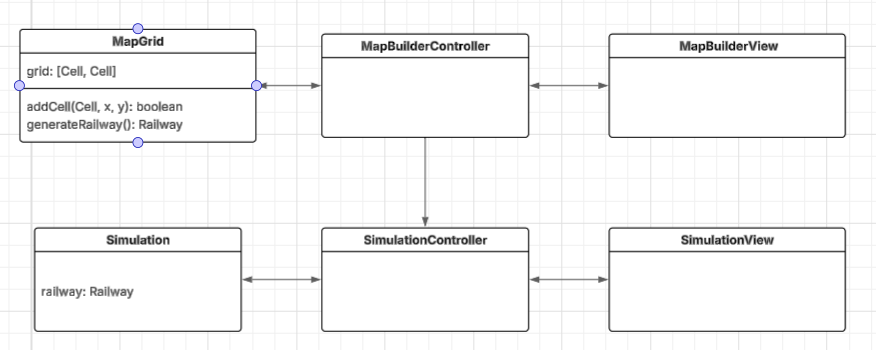 MapGrid
grid: [Cell, Cell]
addCell(Cell, x, y): boolean
generateRailway(): Railway
MapBuilderController
MapBuilderView
Simulation
railway: Railway
SimulationController
SimulationView